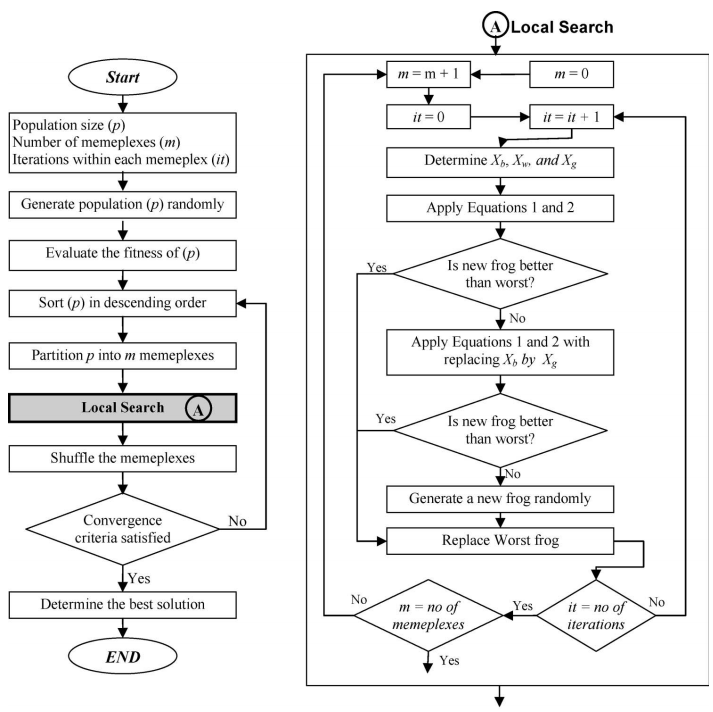 Start
Population size (p)
Number of memeplexes (m)
Iterations within each memeplex (it)
Generate population (p) randomly
Evaluate the fitness of (p)
Sort (p) in descending order
Partition p into m memeplexes
Local Search A
Shuffle the memeplexes
Convergence
criteria satisfied
No
Yes
Determine the best solution
END
A Local Search
m = m + 1
m = 0
it = 0
it = it + 1
Determine Xb, Xw, and Xg
Apply Equations 1 and 2
Yes
Is new frog better
than worst?
No
Apply Equations 1 and 2 with
replacing Xb by Xg
Yes
Is new frog better
than worst?
No
Generate a new frog randomly
Replace Worst frog
No
m = no of
memeplexes
Yes
it = no of
iterations
No
Yes